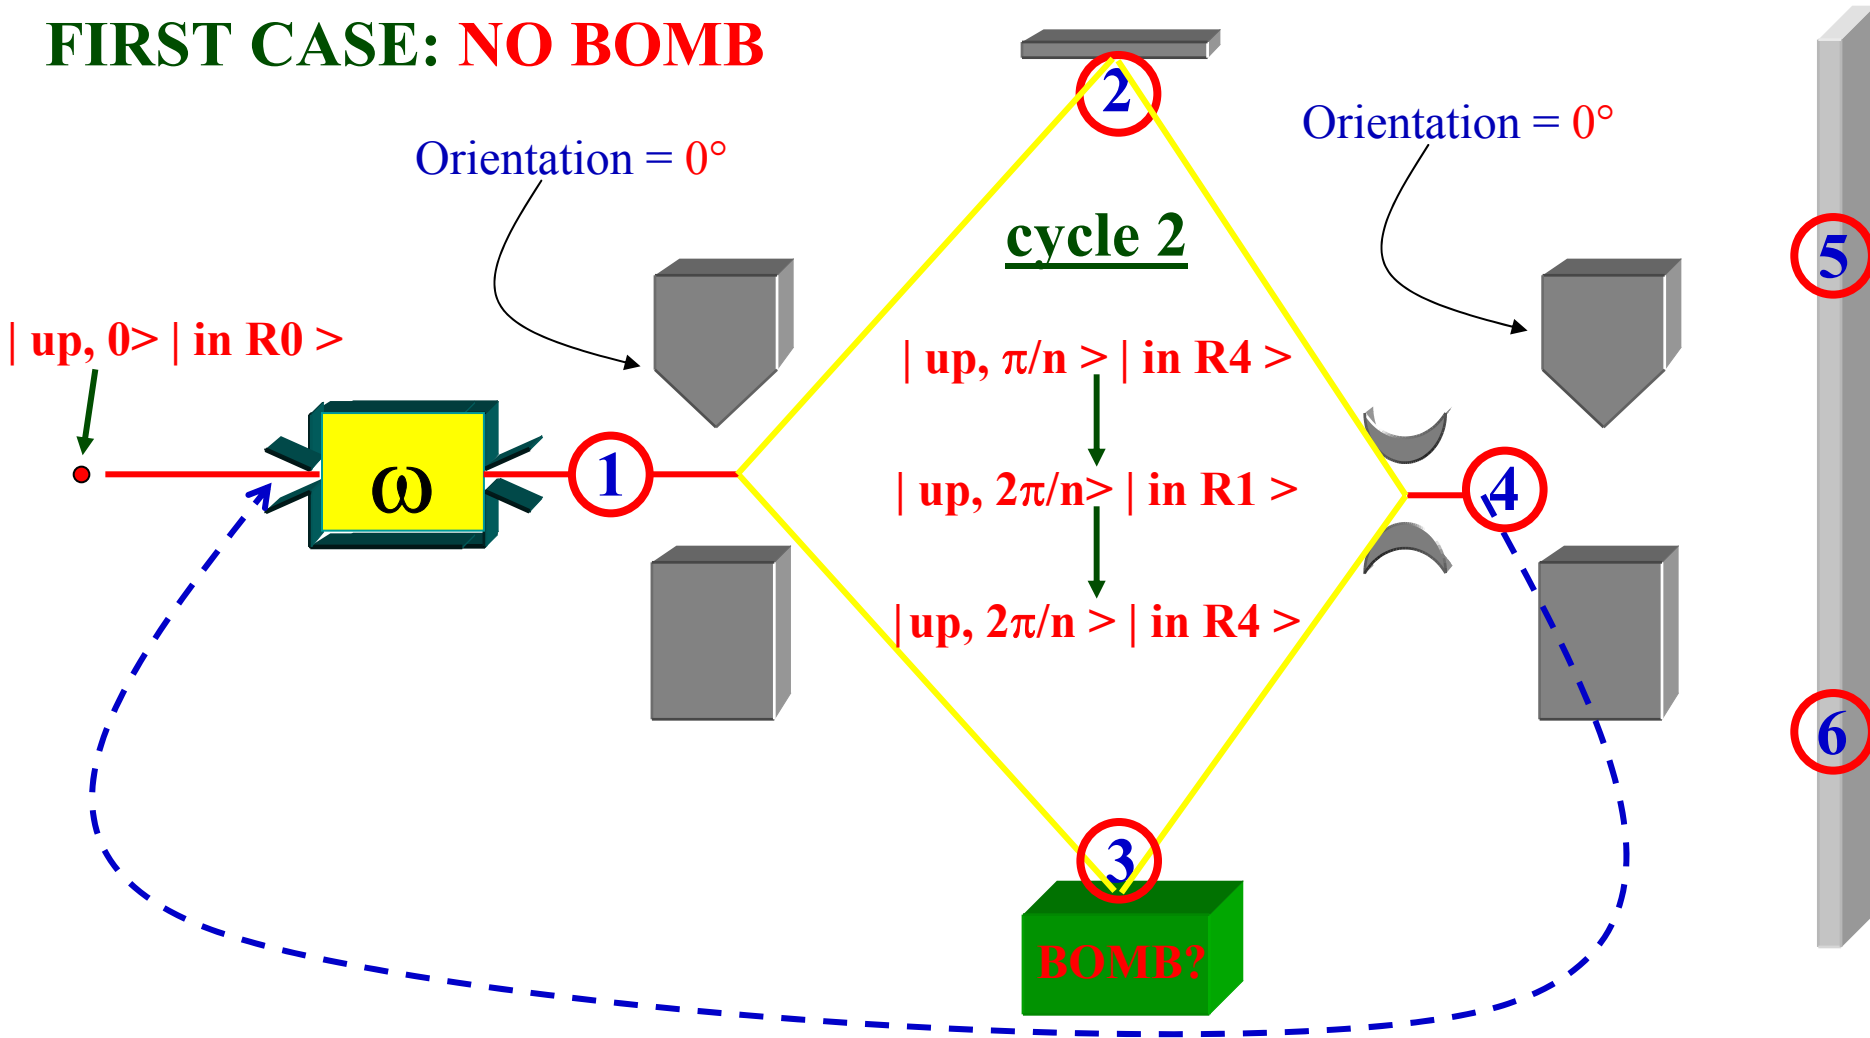 FIRST CASE: NO BOMB
2
Orientation = 0°
Orientation = 0°
cycle 2
5
| up, 0> | in R0 >
| up, π/n > | in R4 >
ω
1
| up, 2π/n> | in R1 >
4
| up, 2π/n > | in R4 >
6
3
BOMB?